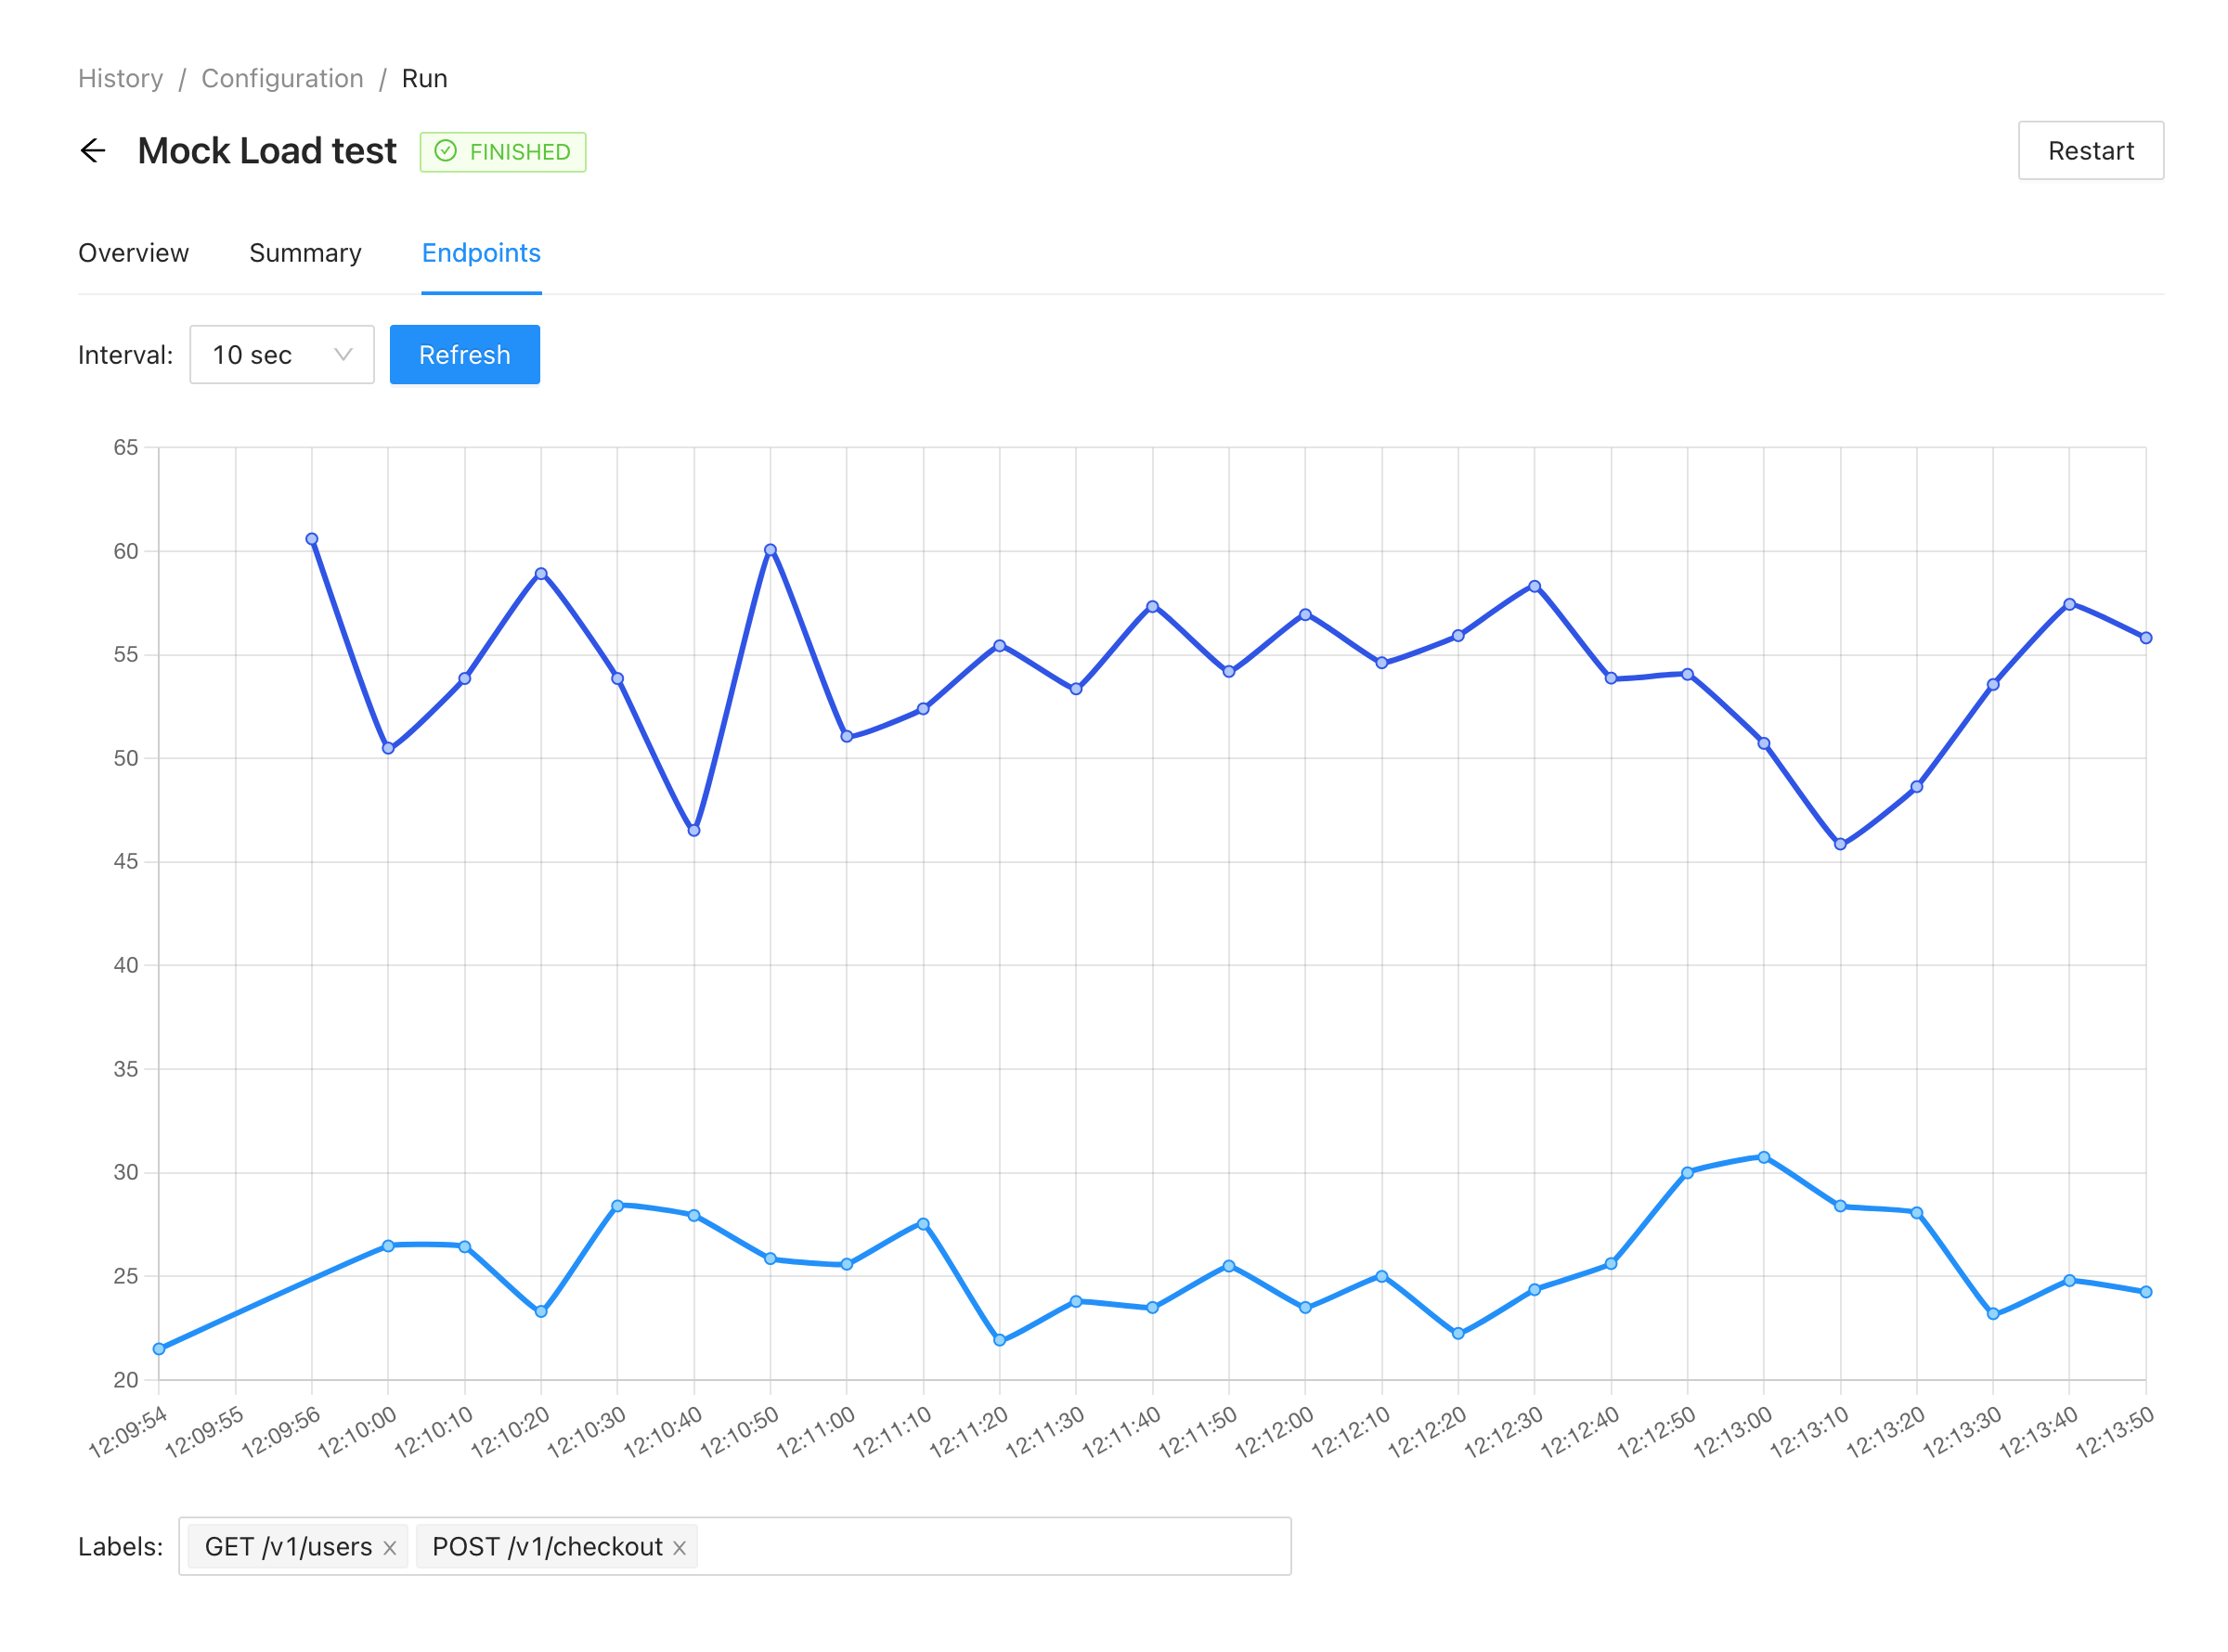 History / Configuration / Run
Mock Load test FINISHED Restart
Overview Summary Endpoints
Interval: 10 sec Refresh
65
60
55
50
45
40
35
30
25
20
12:09:54 12:09:55 12:09:56 12:10:00 12:10:10 12:10:20 12:10:30 12:10:40 12:10:50 12:11:00 12:11:10 12:11:20 12:11:30 12:11:40 12:11:50 12:12:00 12:12:10 12:12:20 12:12:30 12:12:40 12:12:50 12:13:00 12:13:10 12:13:20 12:13:30 12:13:40 12:13:50
Labels: GET /v1/users x POST /v1/checkout x